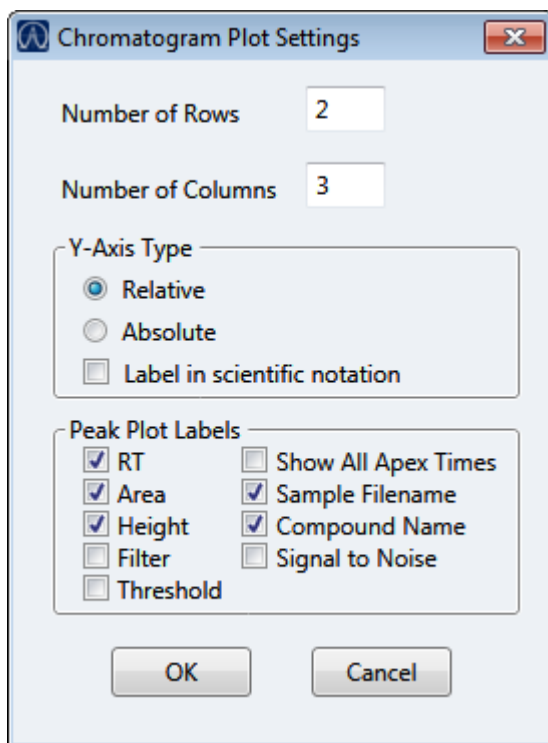 Chromatogram Plot Settings
Number of Rows 2
Number of Columns 3
Y-Axis Type
Relative
Absolute
Label in scientific notation
Peak Plot Labels
RT Show All Apex Times
Area Sample Filename
Height Compound Name
Filter Signal to Noise
Threshold
OK Cancel